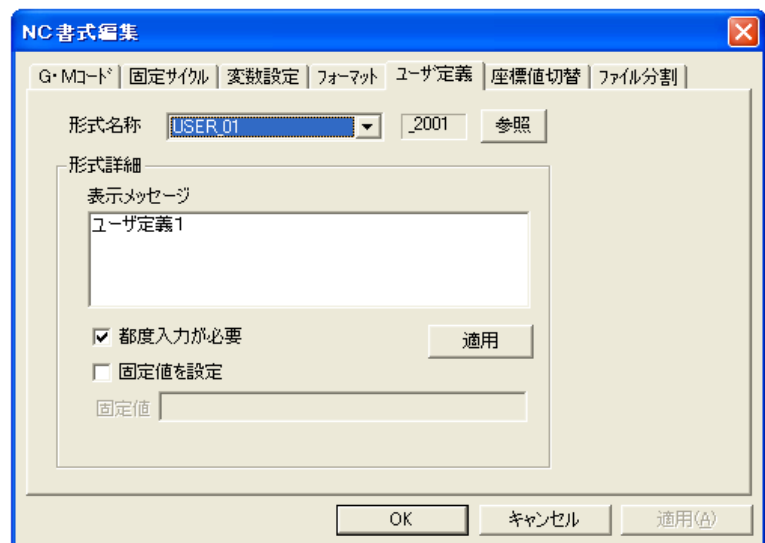 NC書式編集
G・Mコード 固定サイクル 変数設定 フォーマット ユーザ定義 座標値切替 ファイル分割
形式名称 USER_01 _2001 参照
形式詳細
表示メッセージ
ユーザ定義1
都度入力が必要 適用
固定値を設定
固定値
OK キャンセル 適用(A)